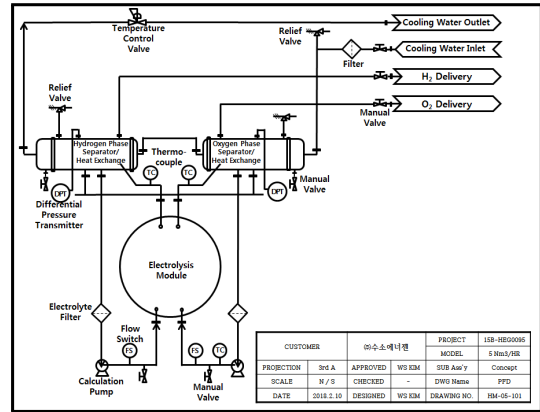 Cooling Water Outlet
Temperature
Control
Valve
Relief
Valve
Cooling Water Inlet
Filter
H2 Delivery
O2 Delivery
Manual
Valve
Relief
Valve
Hydrogen Phase
Separator/
Heat Exchange
Thermo-
couple
Oxygen Phase
Separator/
Heat Exchange
TC
TC
DPT
DPT
Manual
Valve
Differential
Pressure
Transmitter
Electrolysis
Module
Electrolyte
Filter
Flow
Switch
FS
FS
TC
Calculation
Pump
Manual
Valve
CUSTOMER ㈜수소에너젠 PROJECT 15B-HEG0095
MODEL 5 Nm3/HR
PROJECTION 3rd A APPROVED WS KIM SUB Ass'y Concept
SCALE N / S CHECKED - DWG Name PFD
DATE 2018.2.10 DESIGNED WS KIM DRAWING NO. HM-05-101